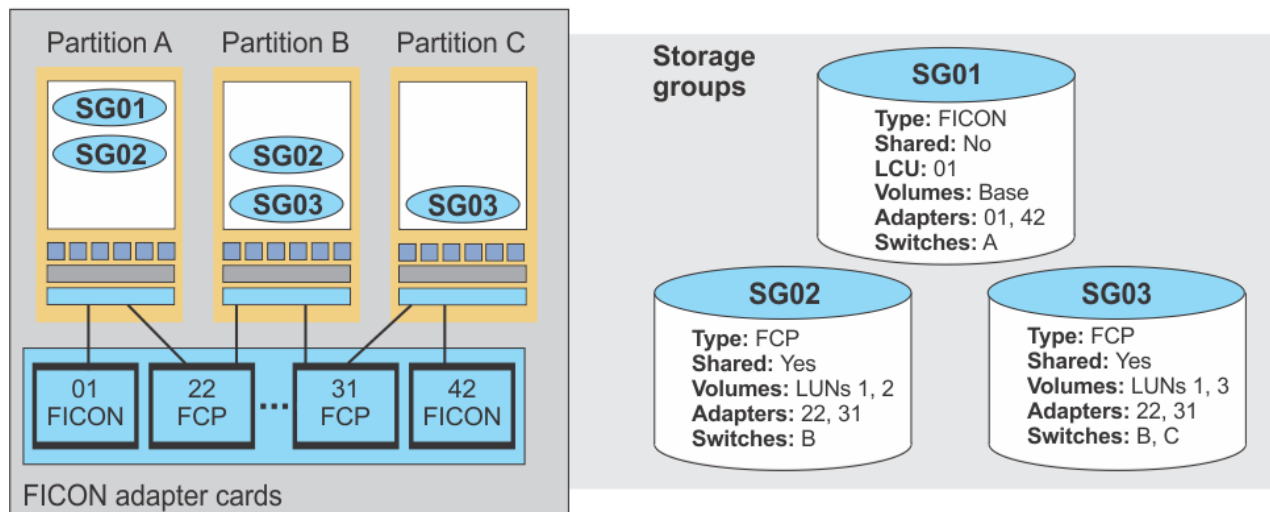 Partition A
Partition B
Partition C
SG01
SG02
SG02
SG03
SG03
01
FICON
22
FCP
...
31
FCP
42
FICON
FICON adapter cards
Storage
groups
SG01
Type: FICON
Shared: No
LCU: 01
Volumes: Base
Adapters: 01, 42
Switches: A
SG02
Type: FCP
Shared: Yes
Volumes: LUNs 1, 2
Adapters: 22, 31
Switches: B
SG03
Type: FCP
Shared: Yes
Volumes: LUNs 1, 3
Adapters: 22, 31
Switches: B, C